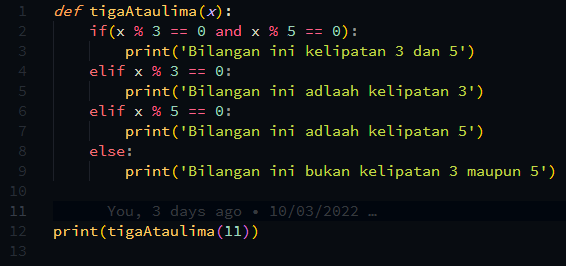 1 def tigaAtaulima(x):
2 if(x % 3 == 0 and x % 5 == 0):
3 print('Bilangan ini kelipatan 3 dan 5')
4 elif x % 3 == 0:
5 print('Bilangan ini adlaah kelipatan 3')
6 elif x % 5 == 0:
7 print('Bilangan ini adlaah kelipatan 5')
8 else:
9 print('Bilangan ini bukan kelipatan 3 maupun 5')
10
11 You, 3 days ago • 10/03/2022 …
12 print(tigaAtaulima(11))
13